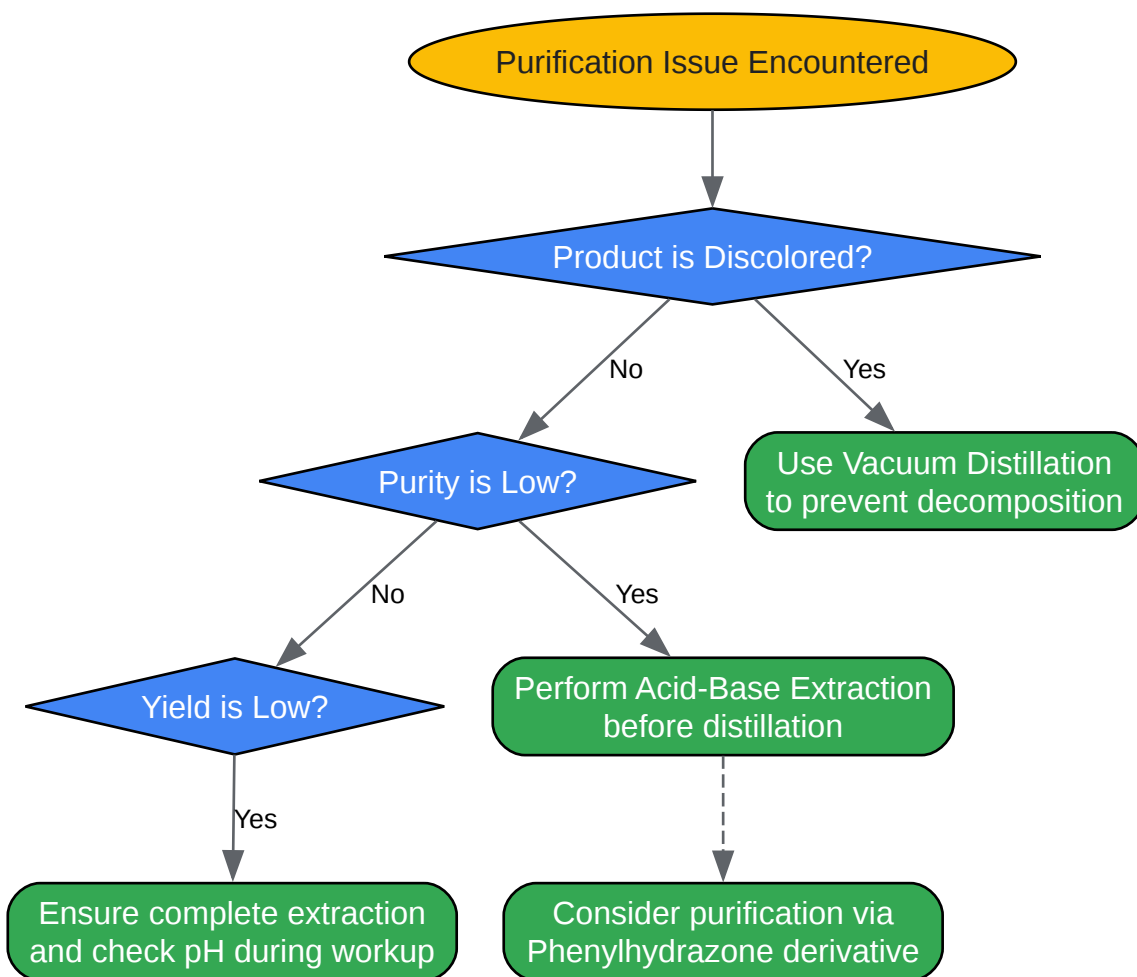 Purification Issue Encountered
Product is Discolored?
No
Yes
Purity is Low?
Use Vacuum Distillation
to prevent decomposition
No
Yes
Yield is Low?
Perform Acid-Base Extraction
before distillation
Yes
Ensure complete extraction
and check pH during workup
Consider purification via
Phenylhydrazone derivative